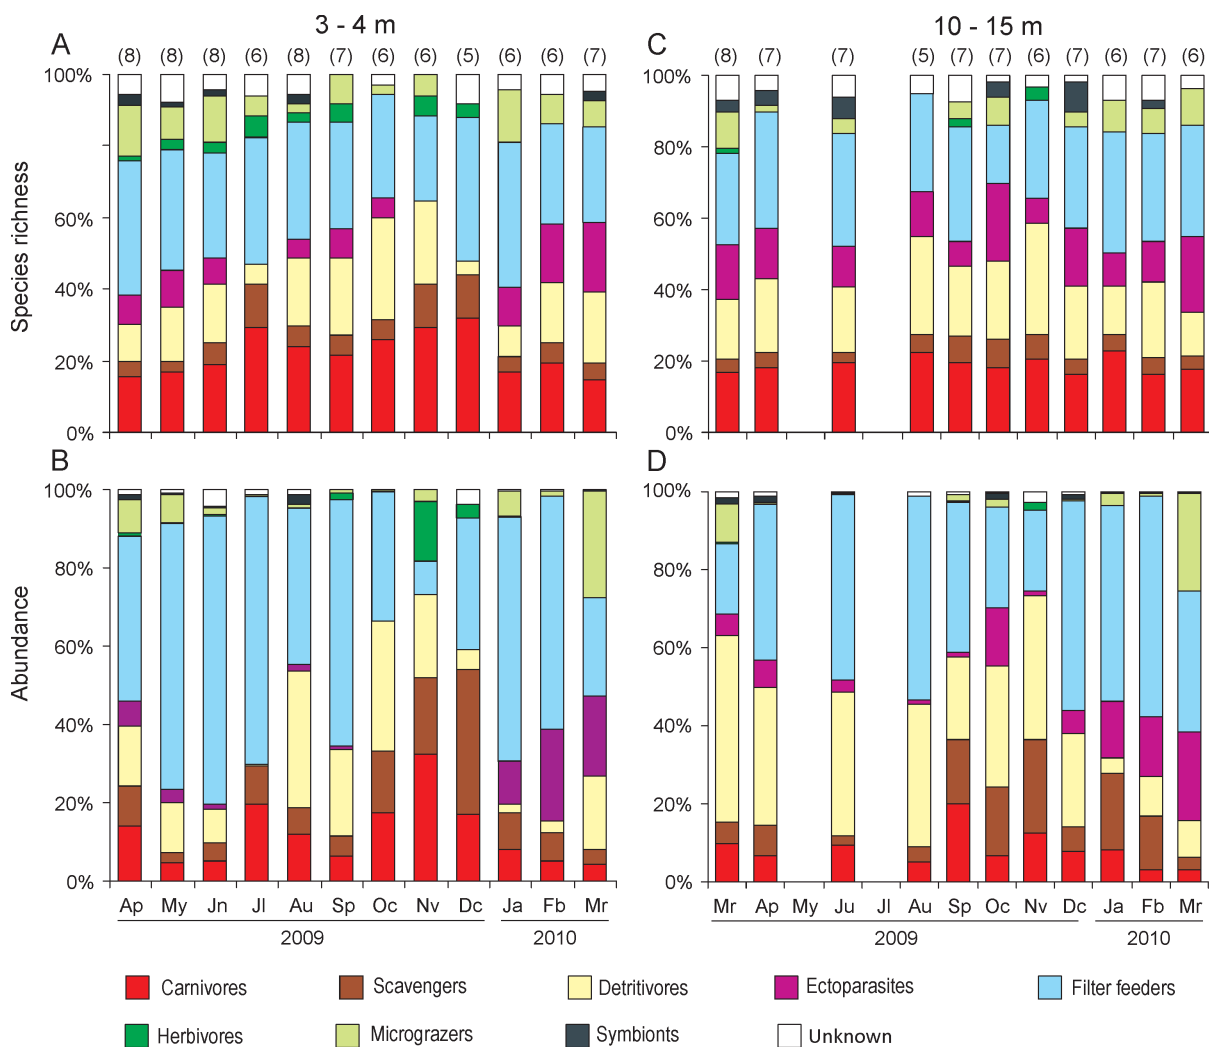 3 - 4 m
10 - 15 m
A
(8) (8) (8) (6) (8) (7) (6) (6) (5) (6) (6) (7)
C
(8) (7) (7) (5) (7) (7) (6) (7) (6) (7) (6)
Species richness
100%
60%
40%
20%
0%
100%
80%
60%
40%
20%
0%
B
D
Abundance
100%
80%
60%
40%
20%
0%
100%
80%
60%
40%
20%
0%
Ap My Jn Jl Au Sp Oc Nv Dc Ja Fb Mr
Mr Ap My Ju Jl Au Sp Oc Nv Dc Ja Fb Mr
2009 2010
2009 2010
Carnivores Scavengers Detritivores Ectoparasites Filter feeders
Herbivores Micrograzers Symbionts Unknown